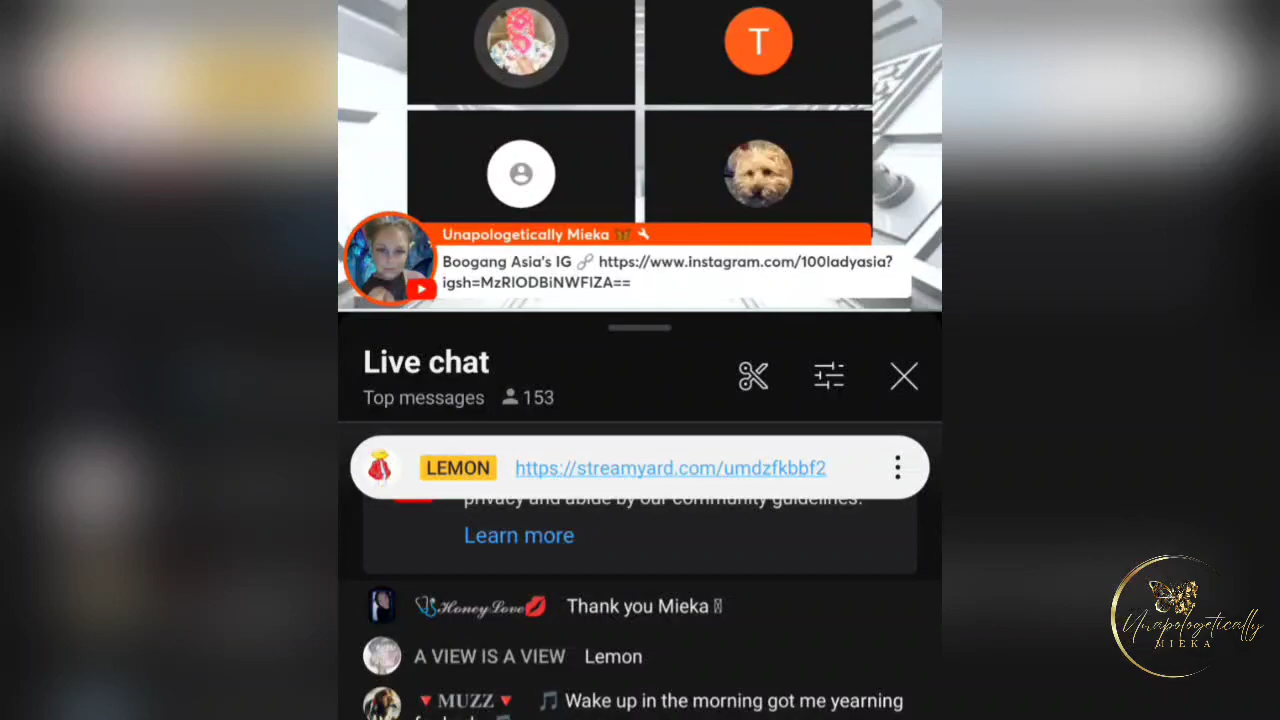 T
Unapologetically Mieka
Boogang Asia's IG 🔗 https://www.instagram.com/100ladyasia?
igsh=MzRlODBiNWFlZA==
Live chat
Top messages 153
LEMON https://streamyard.com/umdzfkbbf2
privacy and abide by our community guidelines.
Learn more
🩺𝓗𝓸𝓷𝓮𝔂 𝓛𝓸𝓿𝓮💋 Thank you Mieka
A VIEW IS A VIEW Lemon
🔻MUZZ🔻 🎵 Wake up in the morning got me yearning
Unapologetically
MIEKA